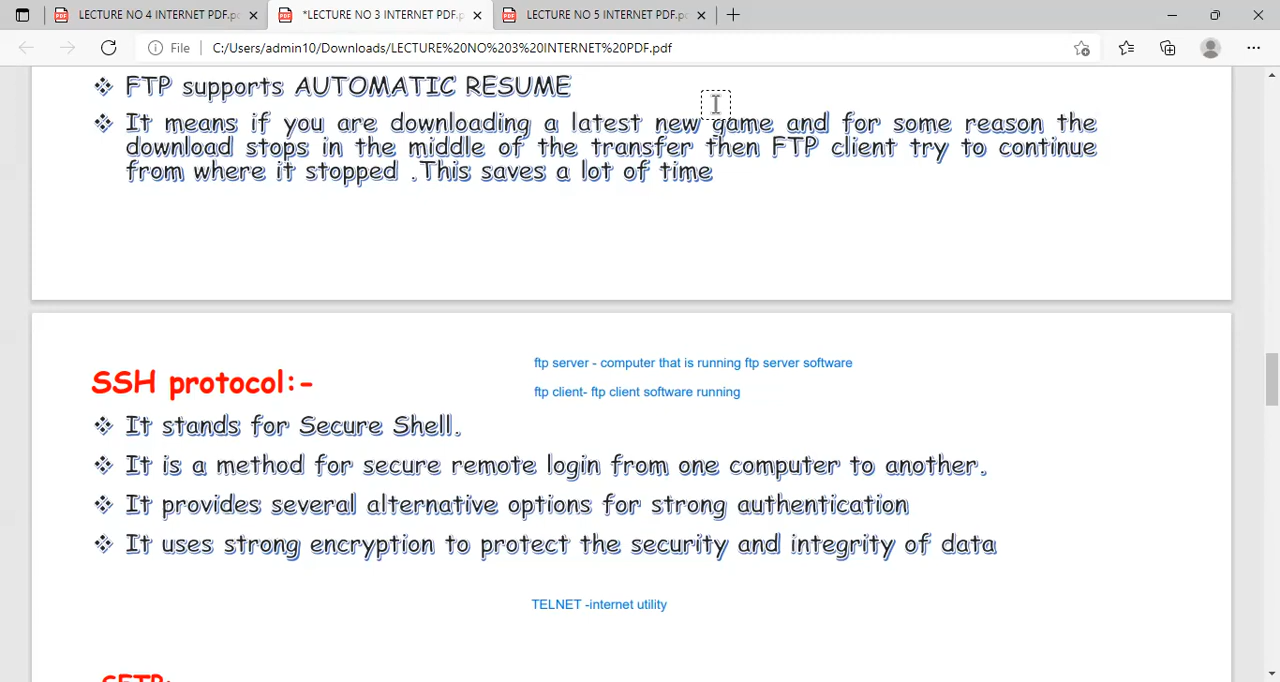 LECTURE NO 4 INTERNET PDF.p
*LECTURE NO 3 INTERNET PDF.p
LECTURE NO 5 INTERNET PDF.p
File
C:/Users/admin10/Downloads/LECTURE%20NO%203%20INTERNET%20PDF.pdf
FTP supports AUTOMATIC RESUME
It means if you are downloading a latest new game and for some reason the
download stops in the middle of the transfer then FTP client try to continue
from where it stopped .This saves a lot of time
ftp server - computer that is running ftp server software
SSH protocol:-
ftp client- ftp client software running
It stands for Secure Shell.
It is a method for secure remote login from one computer to another.
It provides several alternative options for strong authentication
It uses strong encryption to protect the security and integrity of data
TELNET -internet utility